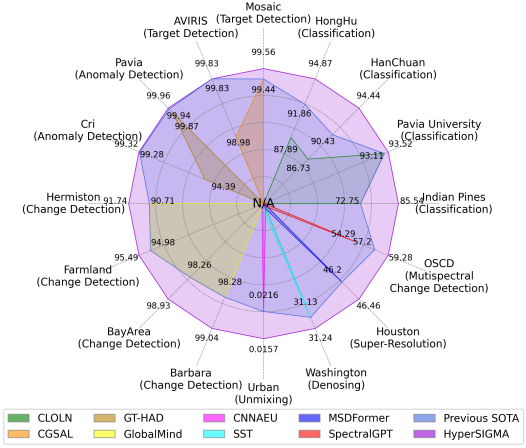 Mosaic
(Target Detection)
AVIRIS
(Target Detection)
HongHu
(Classification)
99.56
99.83
94.87
Pavia
(Anomaly Detection)
HanChuan
(Classification)
99.83
99.44
99.96
94.44
99.94
91.86
Cri
(Anomaly Detection)
99.87
Pavia University
(Classification)
90.43
99.32
98.98
93.52
99.28
87.89
93.11
86.73
94.39
Hermiston
(Change Detection)
91.74
90.71
N/A
72.75
85.54
Indian Pines
(Classification)
54.29
57.2
94.98
95.49
59.28
Farmland
(Change Detection)
98.26
46.2
OSCD
(Mutispectral
Change Detection)
98.28
0.0216
31.13
98.93
46.46
BayArea
(Change Detection)
Houston
(Super-Resolution)
99.04
31.24
0.0157
Barbara
(Change Detection)
Washington
(Denosing)
Urban
(Unmixing)
CLOLN
GT-HAD
CNNAEU
MSDFormer
Previous SOTA
CGSAL
GlobalMind
SST
SpectralGPT
HyperSIGMA